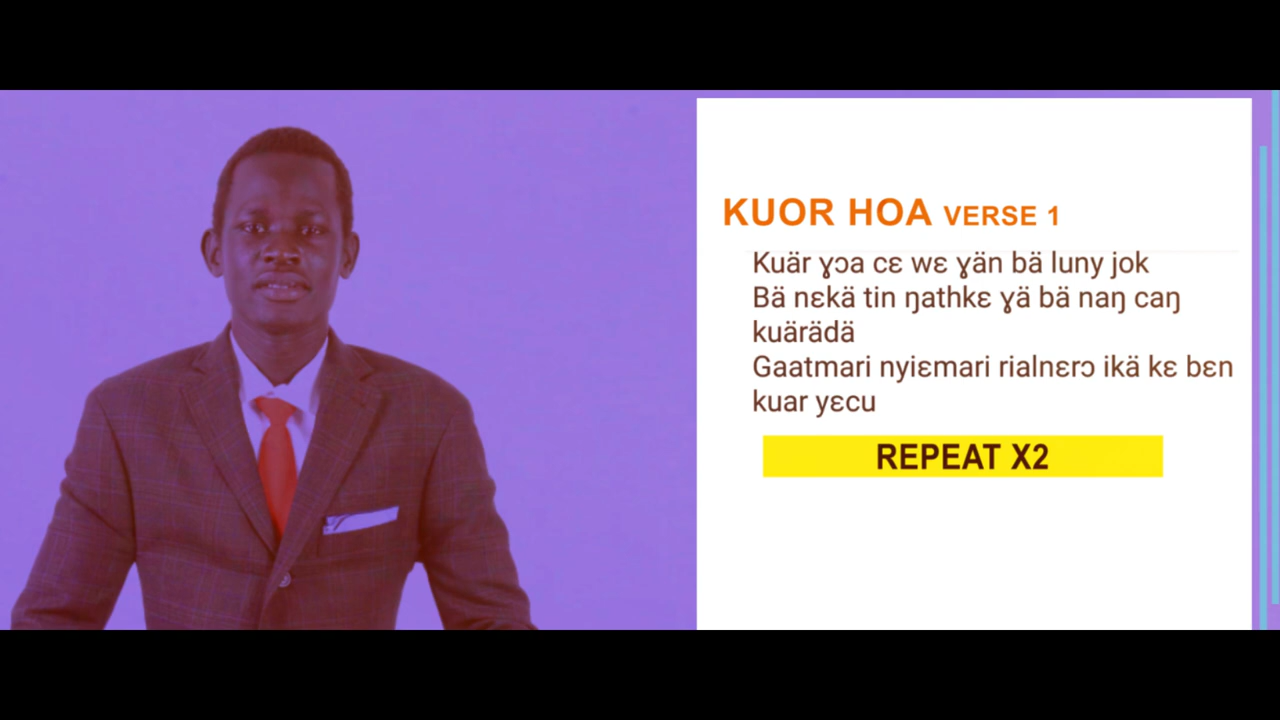 KUOR HOA VERSE 1
Kuär ɣɔa cɛ wɛ ɣän bä luny jok
Bä nɛkä tin ŋathkɛ ɣä bä naŋ caŋ
kuärädä
Gaatmari nyiɛmari rialnɛrɔ ikä kɛ bɛn
kuar yɛcu
REPEAT X2